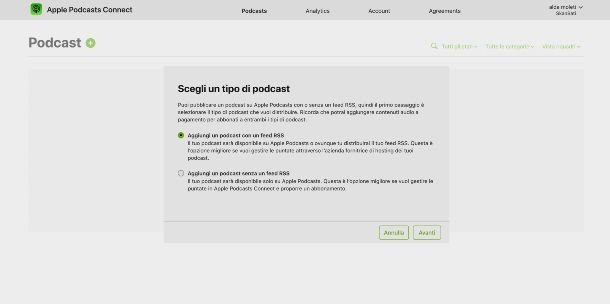 Apple Podcasts Connect
Podcasts
Analytics
Account
Agreements
alda moleti
SkanSati
Podcast
Tutti gli stati
Tutte le categorie
Vista riquadri
Scegli un tipo di podcast
Puoi pubblicare un podcast su Apple Podcasts con o senza un feed RSS, quindi il primo passaggio è
selezionare il tipo di podcast che vuoi distribuire. Ricorda che potrai aggiungere contenuti audio a
pagamento per abbonati a entrambi i tipi di podcast.
Aggiungi un podcast con un feed RSS
Il tuo podcast sarà disponibile su Apple Podcasts o ovunque tu distribuirai il tuo feed RSS. Questa è
l'opzione migliore se vuoi gestire le puntate attraverso l'azienda fornitrice di hosting dei tuoi
podcast.
Aggiungi un podcast senza un feed RSS
Il tuo podcast sarà disponibile solo su Apple Podcasts. Questa è l'opzione migliore se vuoi gestire le
puntate in Apple Podcasts Connect e proporre un abbonamento.
Annulla
Avanti